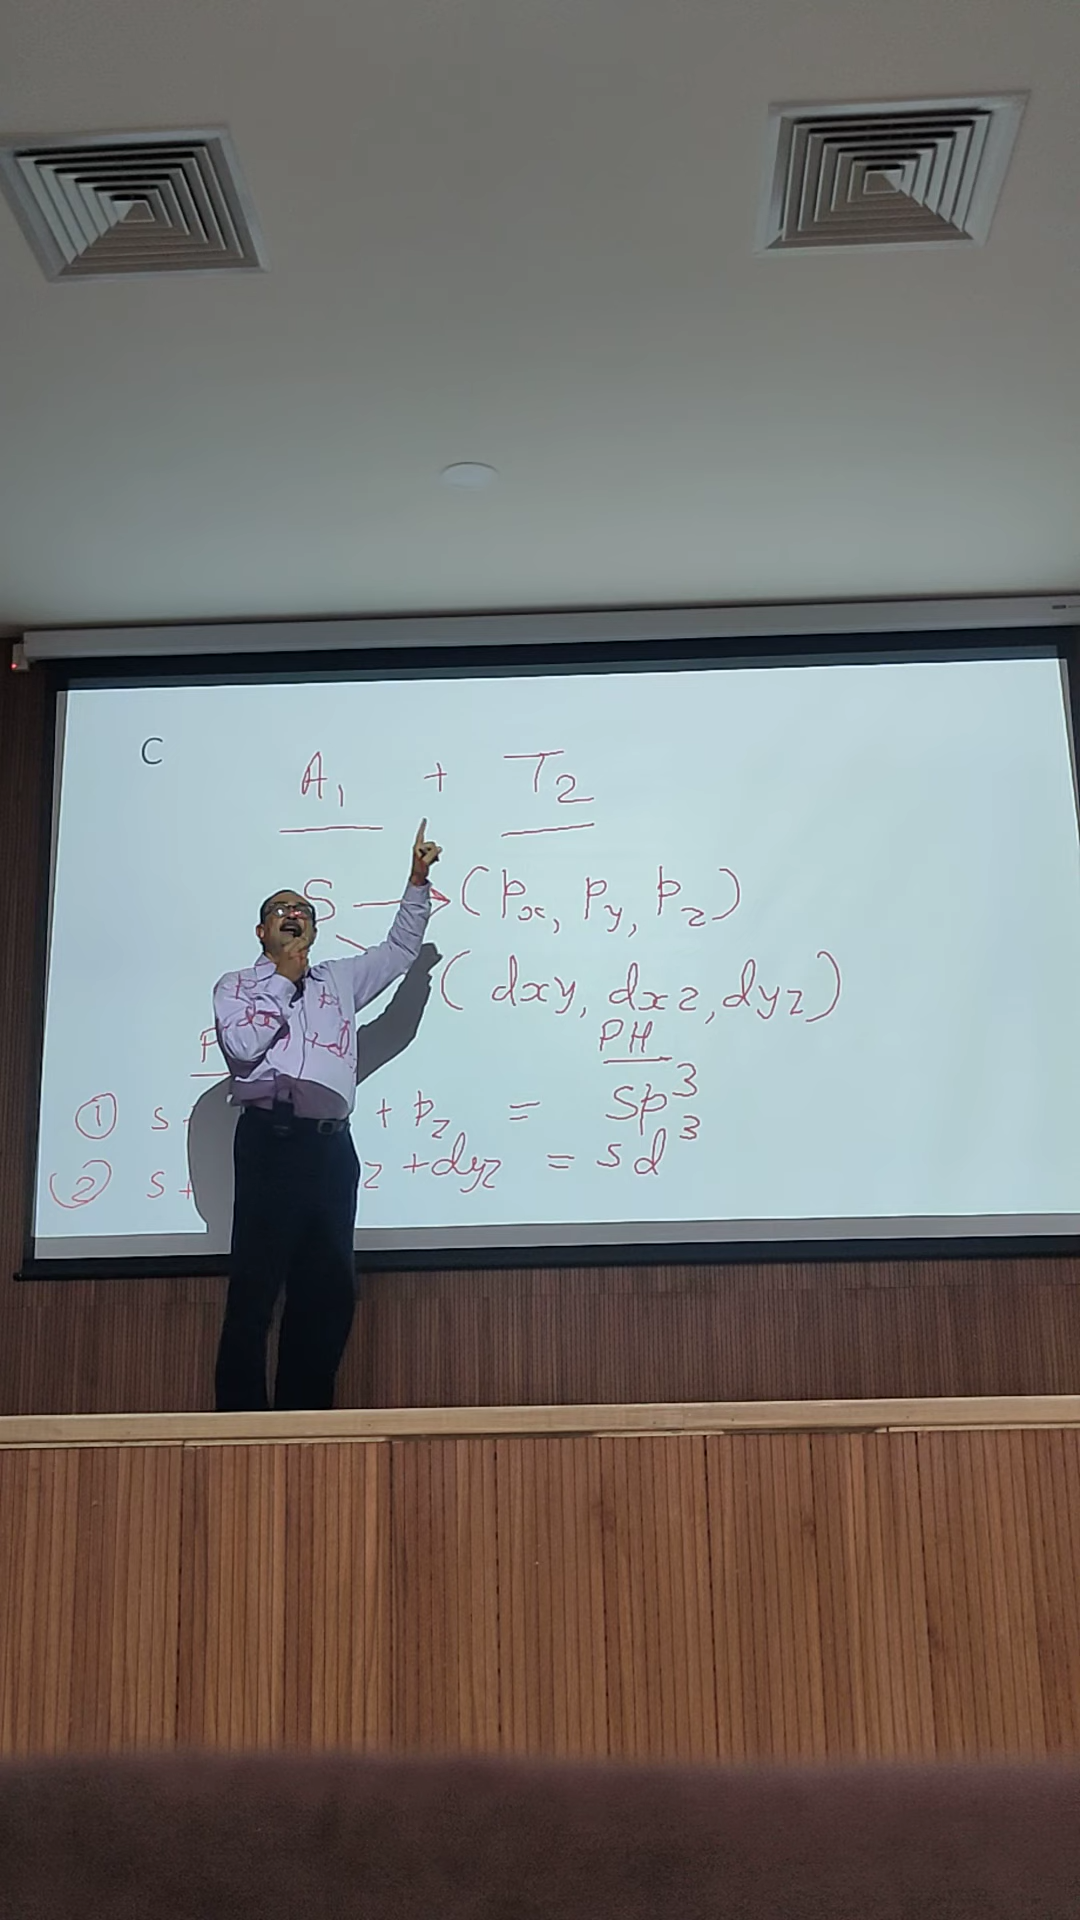 C
A₁ + T₂
S → (px, py, pz)
(dxy, dxz, dyz)
PH
① s + pz = sp³
② s + z + dyz = sd³